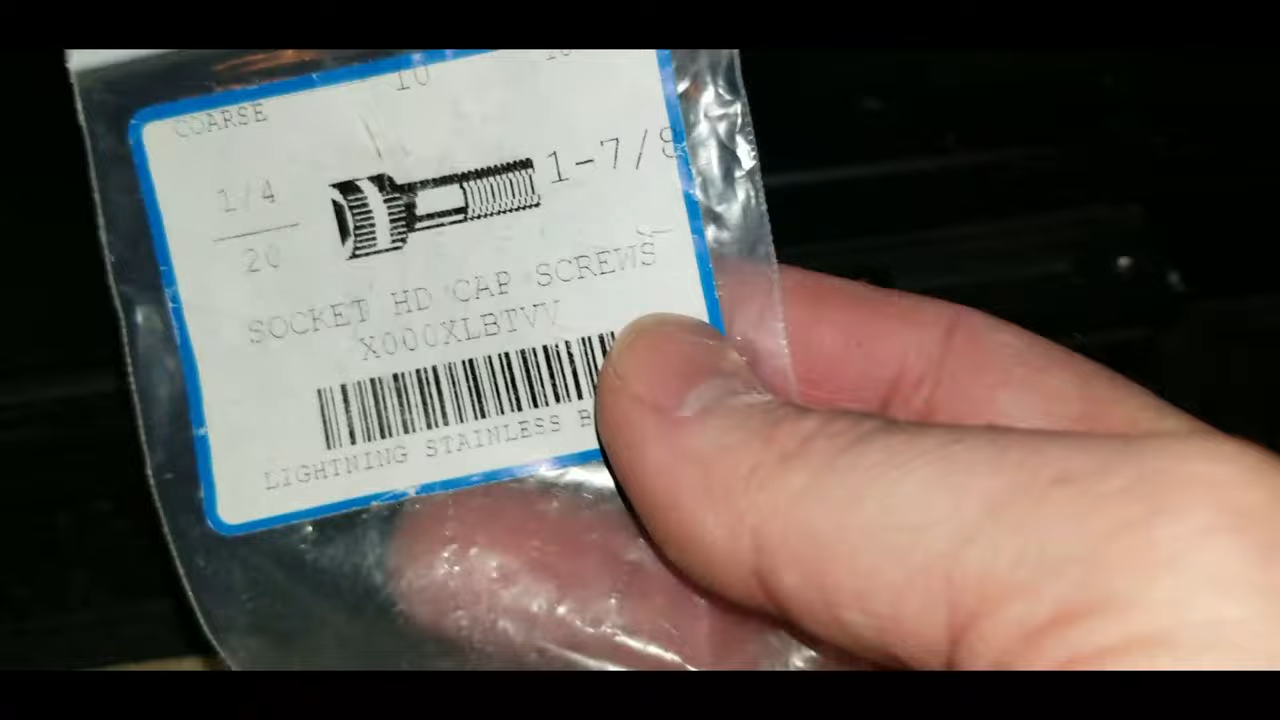 10
COARSE
1/4
20
1-7/8
SOCKET HD CAP SCREWS
X000XLBTVV
LIGHTNING STAINLESS B